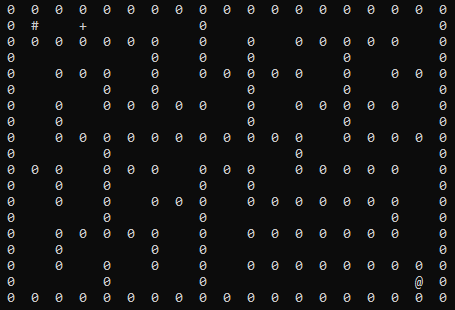 0 0 0 0 0 0 0 0 0 0 0 0 0 0 0 0 0 0 0
0 #   +         0                   0
0 0 0 0 0 0 0   0   0   0 0 0 0 0   0
0           0       0       0       0
0   0 0 0   0   0 0 0 0 0   0   0 0 0
0       0   0       0       0       0
0   0   0 0 0 0 0   0   0 0 0   0   0
0   0               0       0       0
0   0 0 0 0 0 0 0 0 0 0 0   0 0 0 0 0
0       0               0           0
0 0 0   0 0 0   0 0 0   0 0 0 0 0   0
0   0   0       0   0               0
0   0   0   0 0 0   0 0 0 0 0 0 0   0
0       0       0               0   0
0   0 0 0 0 0   0   0 0 0 0 0 0 0   0
0   0       0   0                   0
0   0   0   0   0   0 0 0 0 0 0 0 0 0
0       0       0                 @ 0
0 0 0 0 0 0 0 0 0 0 0 0 0 0 0 0 0 0 0